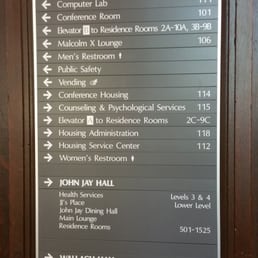 ← Computer Lab
← Conference Room 101
← Elevator B to Residence Rooms 2A-10A, 3B-9B
← Malcolm X Lounge 106
← Men's Restroom
← Public Safety
← Vending
→ Conference Housing 114
→ Counseling & Psychological Services 115
→ Elevator A to Residence Rooms 2C-9C
→ Housing Administration 118
→ Housing Service Center 112
→ Women's Restroom
→ JOHN JAY HALL
Health Services Levels 3 & 4
JJ's Place Lower Level
John Jay Dining Hall
Main Lounge
Residence Rooms 501-1525